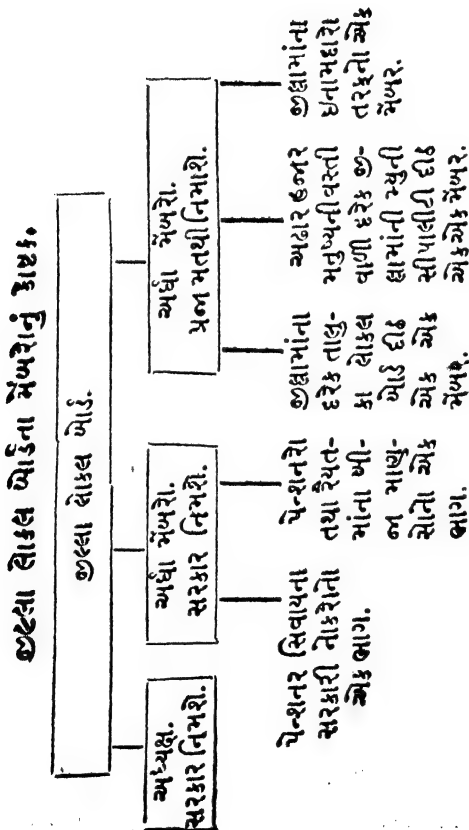 જીલ્લા લોકલ બોર્ડના મેંબરોનું કોષ્ટક.
જીલ્લા લોકલ બોર્ડ.
અધ્યક્ષ.
સરકાર નિમશે.
અર્ધા મેંબરો.
સરકાર નિમશે.
અર્ધા મેંબરો.
પ્રજા મતથી નિમાશે.
પેન્શનર સિવાયના
સરકારી નોકરોનો
એક ભાગ.
પેન્શનરો
તથા રૈયત-
માંના બી-
જા માણુ-
સોનો એક
ભાગ.
જીલ્લામાંના
દરેક તાલુ-
કા લોકલ
બોર્ડ દીઠ
એક એક
મેંબર.
અઢાર હજાર
મનુષ્યની વસ્તી
વાળી દરેક જી-
લ્લામાંની મ્યુની
સીપાલીટી દીઠ
એક એક મેંબર.
જીલ્લામાંના
ઇનામદારો
તરફનો એક
મેંબર.